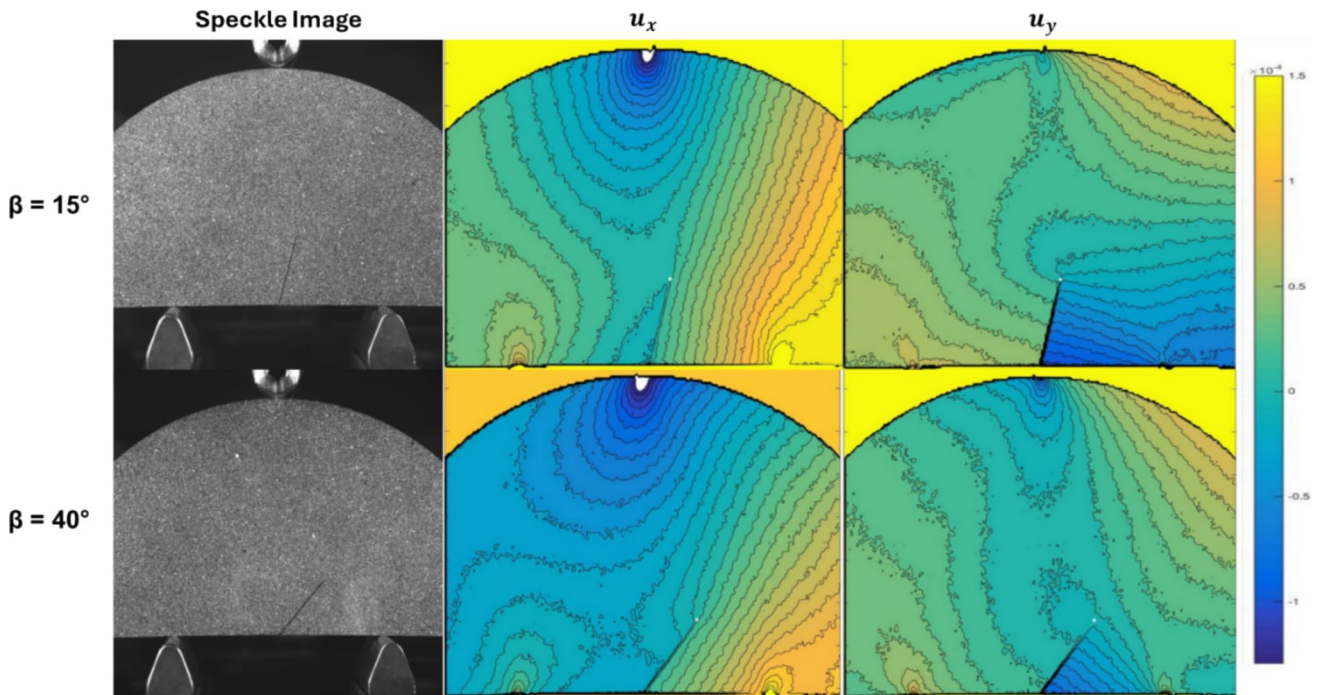 Speckle Image
u_x
u_y
×10⁻⁴
1.5
1
0.5
0
-0.5
-1
β = 15°
β = 40°